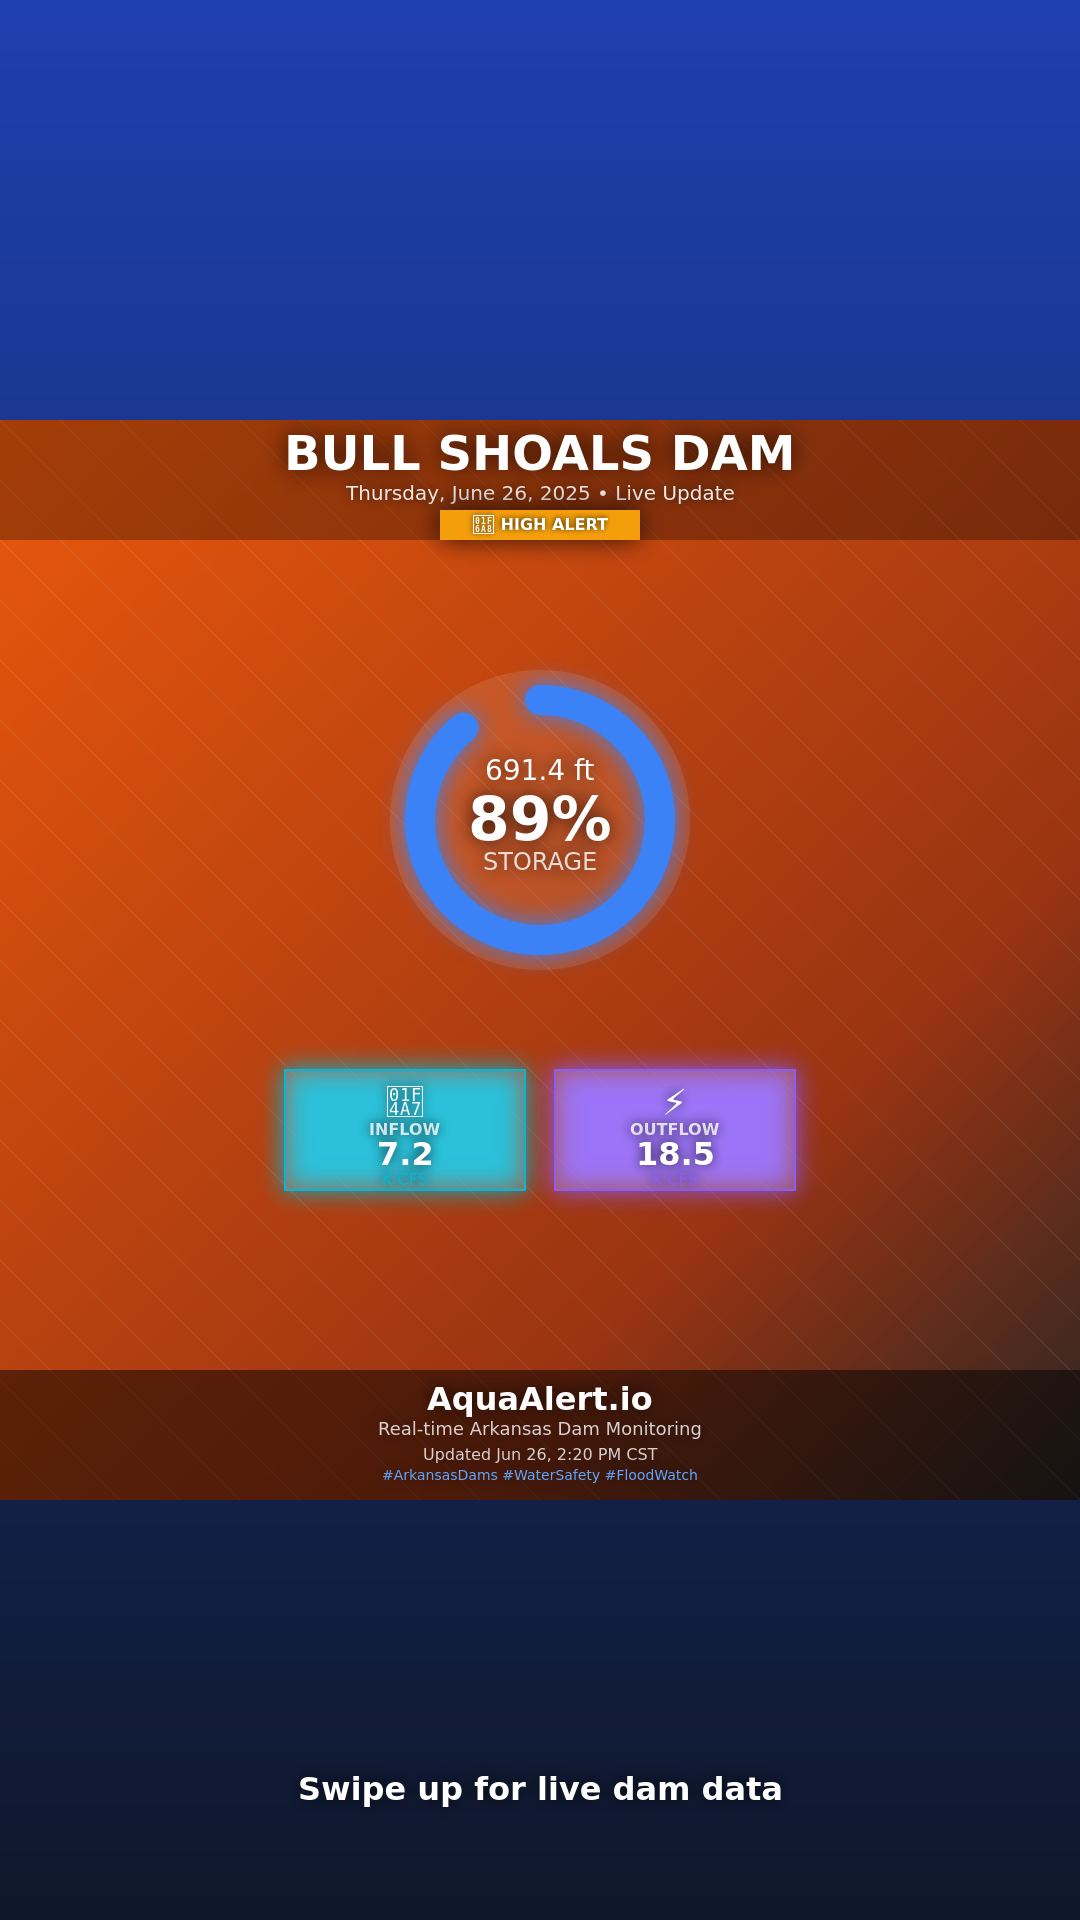 BULL SHOALS DAM
Thursday, June 26, 2025 • Live Update
HIGH ALERT
691.4 ft
89%
STORAGE
INFLOW
7.2
K CFS
⚡
OUTFLOW
18.5
K CFS
AquaAlert.io
Real-time Arkansas Dam Monitoring
Updated Jun 26, 2:20 PM CST
#ArkansasDams #WaterSafety #FloodWatch
Swipe up for live dam data